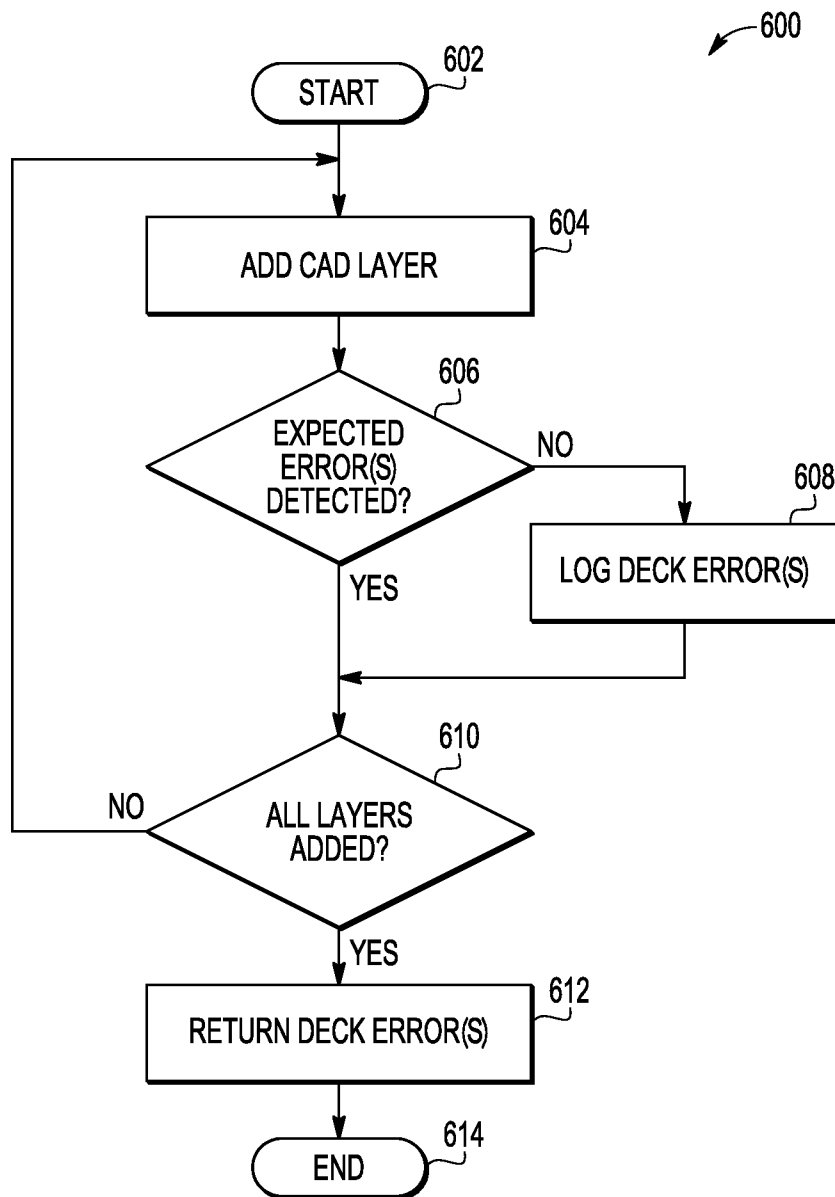 600
START
602
ADD CAD LAYER
604
606
EXPECTED
ERROR(S)
DETECTED?
NO
YES
608
LOG DECK ERROR(S)
610
ALL LAYERS
ADDED?
NO
YES
612
RETURN DECK ERROR(S)
END
614